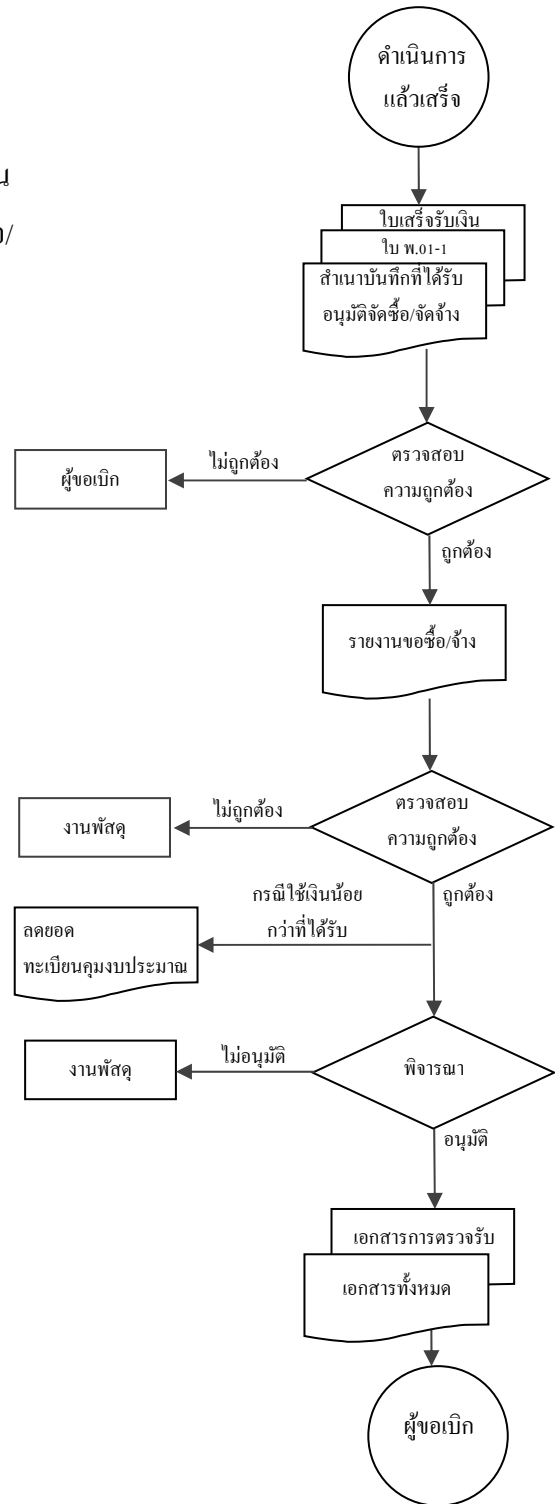 ดำเนินการ
แล้วเสร็จ
ใบเสร็จรับเงิน
ใบ พ.01-1
สำเนาบันทึกที่ได้รับ
อนุมัติจัดซื้อ/จัดจ้าง
ไม่ถูกต้อง
ตรวจสอบ
ความถูกต้อง
ผู้ขอเบิก
ถูกต้อง
รายงานขอซื้อ/จ้าง
ไม่ถูกต้อง
ตรวจสอบ
ความถูกต้อง
งานพัสดุ
กรณีใช้เงินน้อย
กว่าที่ได้รับ
ถูกต้อง
ลดยอด
ทะเบียนคุมงบประมาณ
ไม่อนุมัติ
งานพัสดุ
พิจารณา
อนุมัติ
เอกสารการตรวจรับ
เอกสารทั้งหมด
ผู้ขอเบิก